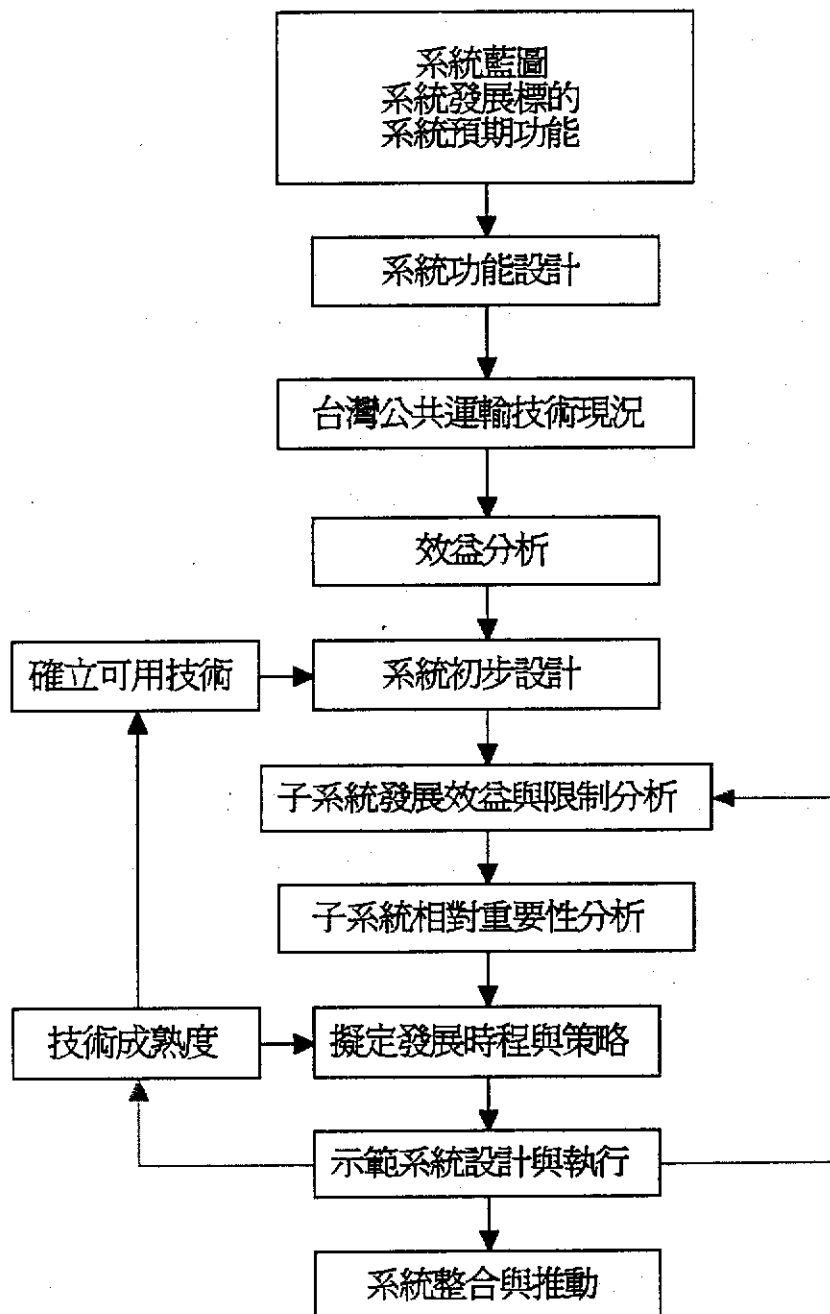 系統藍圖
系統發展標的
系統預期功能
系統功能設計
台灣公共運輸技術現況
效益分析
確立可用技術
系統初步設計
子系統發展效益與限制分析
子系統相對重要性分析
技術成熟度
擬定發展時程與策略
示範系統設計與執行
系統整合與推動